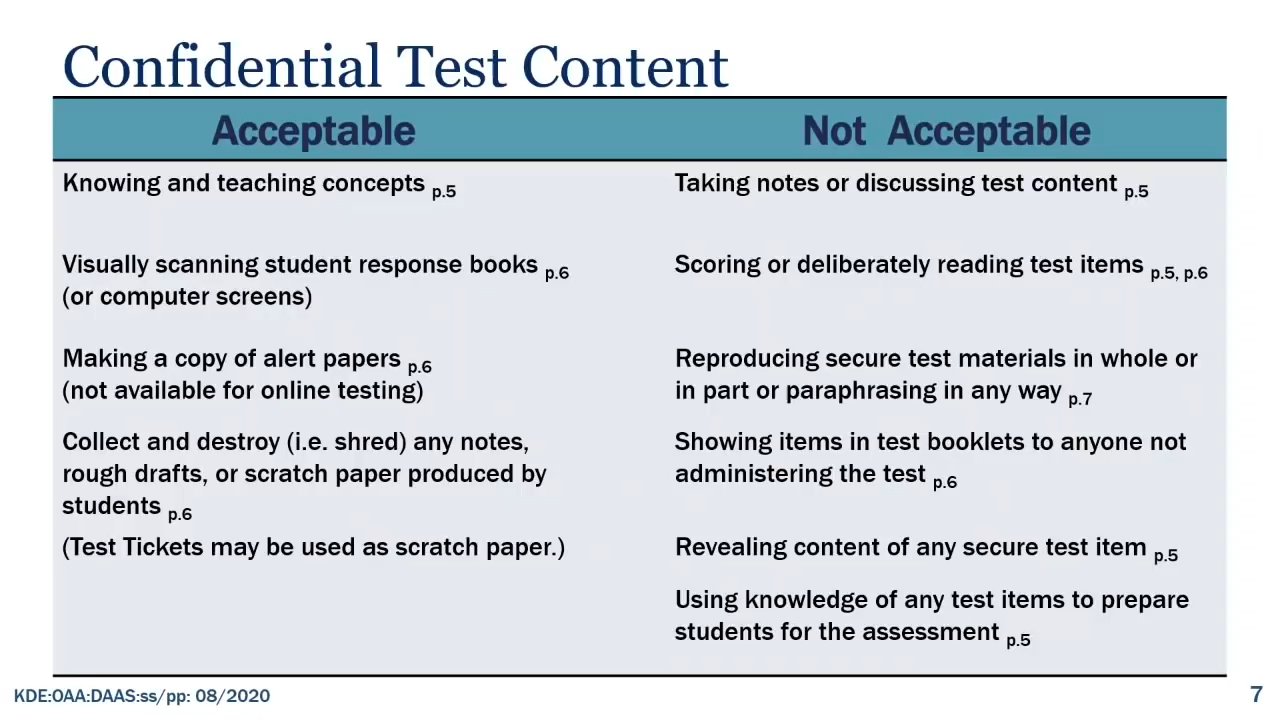 Confidential Test Content
Acceptable
Not Acceptable
Knowing and teaching concepts p.5
Taking notes or discussing test content p.5
Visually scanning student response books p.6
(or computer screens)
Scoring or deliberately reading test items p.5, p.6
Making a copy of alert papers p.6
(not available for online testing)
Reproducing secure test materials in whole or
in part or paraphrasing in any way p.7
Collect and destroy (i.e. shred) any notes,
rough drafts, or scratch paper produced by
students p.6
Showing items in test booklets to anyone not
administering the test p.6
(Test Tickets may be used as scratch paper.)
Revealing content of any secure test item p.5
Using knowledge of any test items to prepare
students for the assessment p.5
KDE:OAA:DAAS:ss/pp: 08/2020
7